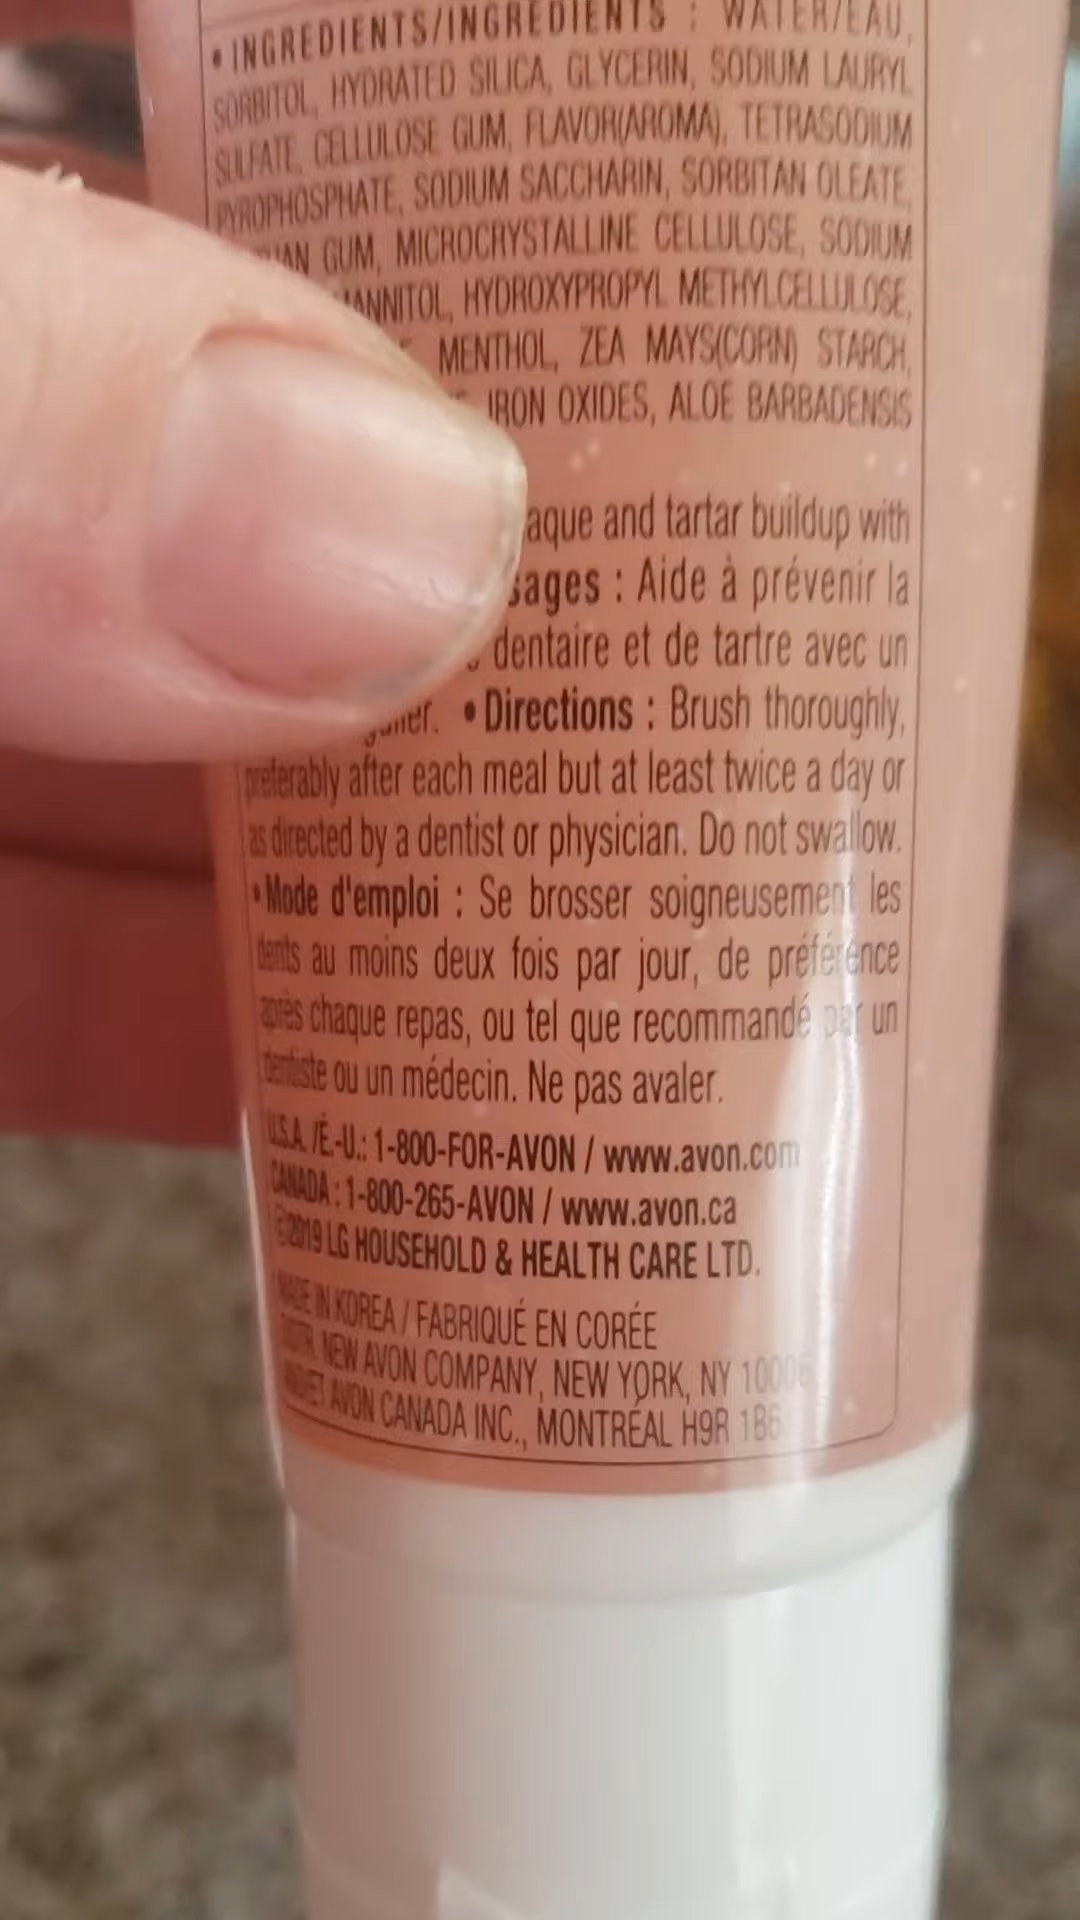 • INGREDIENTS/INGRÉDIENTS : WATER/EAU,
SORBITOL, HYDRATED SILICA, GLYCERIN, SODIUM LAURYL
SULFATE, CELLULOSE GUM, FLAVOR(AROMA), TETRASODIUM
PYROPHOSPHATE, SODIUM SACCHARIN, SORBITAN OLEATE,
GUM, MICROCRYSTALLINE CELLULOSE, SODIUM
MANNITOL, HYDROXYPROPYL METHYLCELLULOSE,
MENTHOL, ZEA MAYS(CORN) STARCH,
IRON OXIDES, ALOE BARBADENSIS
aque and tartar buildup with
sages : Aide à prévenir la
dentaire et de tartre avec un
• Directions : Brush thoroughly,
preferably after each meal but at least twice a day or
as directed by a dentist or physician. Do not swallow.
• Mode d'emploi : Se brosser soigneusement les
dents au moins deux fois par jour, de préférence
après chaque repas, ou tel que recommandé par un
dentiste ou un médecin. Ne pas avaler.
U.S.A. /É.-U.: 1-800-FOR-AVON / www.avon.com
CANADA : 1-800-265-AVON / www.avon.ca
©2019 LG HOUSEHOLD & HEALTH CARE LTD.
MADE IN KOREA / FABRIQUÉ EN CORÉE
DISTR. NEW AVON COMPANY, NEW YORK, NY 10006
AND/ET AVON CANADA INC., MONTRÉAL H9R 1B6.